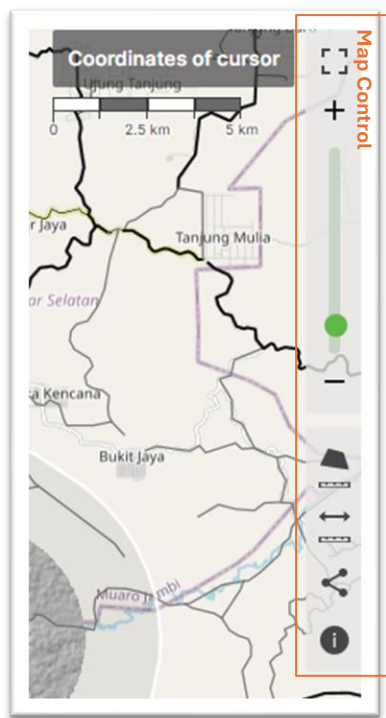 Coordinates of cursor
Map Control
Ujung Tanjung
0 2.5 km 5 km
r Jaya
Tanjung Mulia
ar Selatan
a Kencana
Bukit Jaya
Muaro Jambi
i